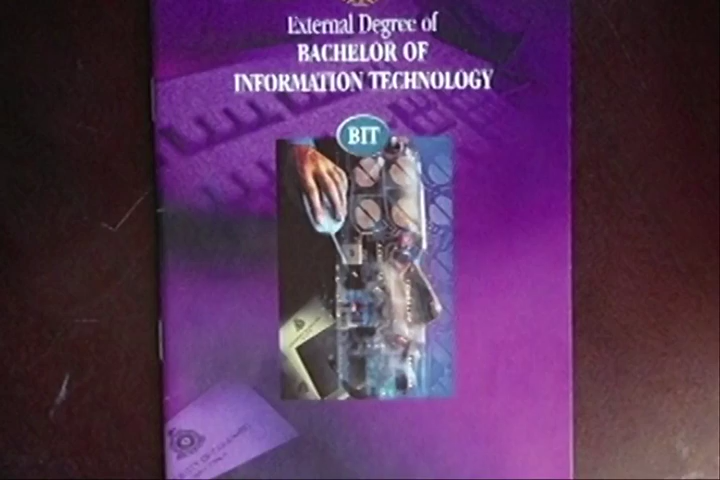 External Degree of
BACHELOR OF
INFORMATION TECHNOLOGY
BIT